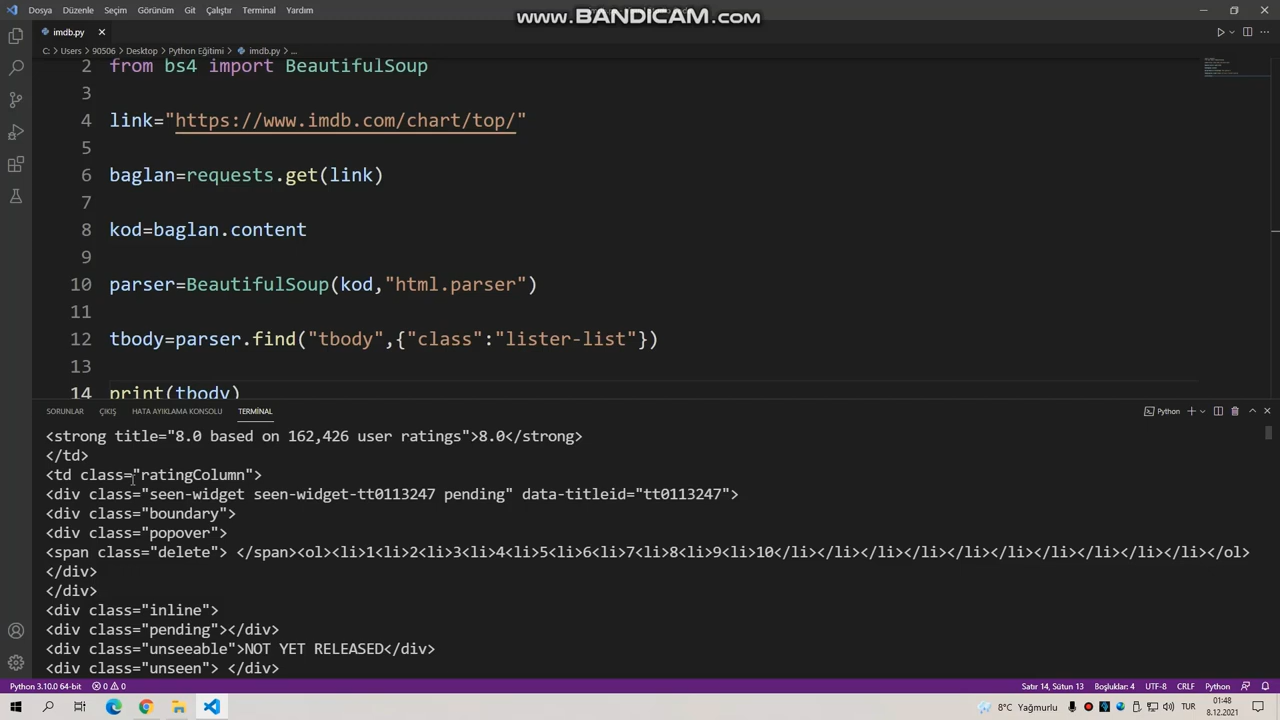 Dosya Düzenle Seçim Görünüm Git Çalıştır Terminal Yardım
www.BANDICAM.com
imdb.py
C: > Users > 90506 > Desktop > Python Eğitimi > imdb.py > ...
2 from bs4 import BeautifulSoup
3
4 link="https://www.imdb.com/chart/top/"
5
6 baglan=requests.get(link)
7
8 kod=baglan.content
9
10 parser=BeautifulSoup(kod,"html.parser")
11
12 tbody=parser.find("tbody",{"class":"lister-list"})
13
14 print(tbody)
SORUNLAR ÇIKIŞ HATA AYIKLAMA KONSOLU TERMİNAL Python
<strong title="8.0 based on 162,426 user ratings">8.0</strong>
</td>
<td class="ratingColumn">
<div class="seen-widget seen-widget-tt0113247 pending" data-titleid="tt0113247">
<div class="boundary">
<div class="popover">
<span class="delete"> </span><ol><li>1<li>2<li>3<li>4<li>5<li>6<li>7<li>8<li>9<li>10</li></li></li></li></li></li></li></li></li></li></ol>
</div>
</div>
<div class="inline">
<div class="pending"></div>
<div class="unseeable">NOT YET RELEASED</div>
<div class="unseen"> </div>
Python 3.10.0 64-bit 0 0 Satır 14, Sütun 13 Boşluklar: 4 UTF-8 CRLF Python
8°C Yağmurlu TUR 01:48
8.12.2021